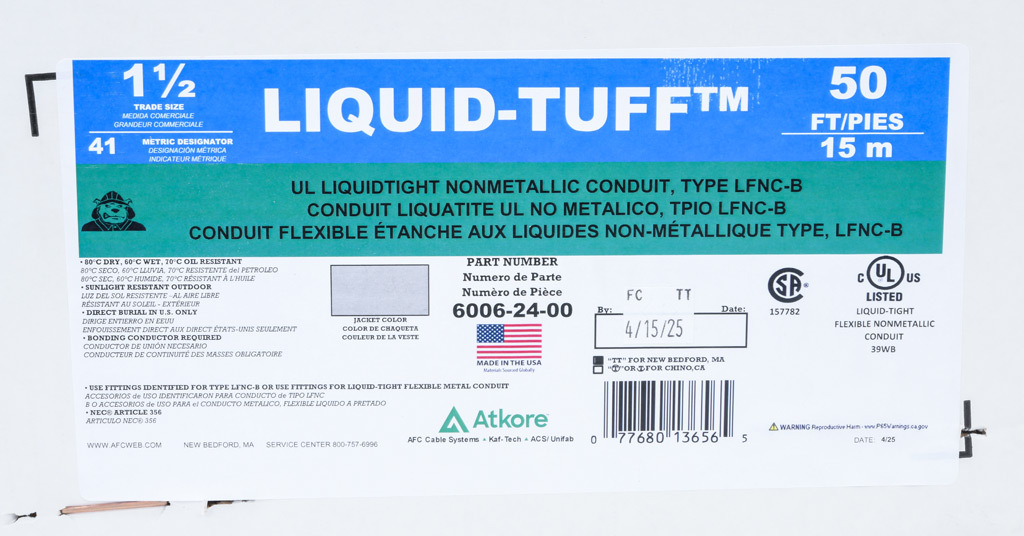 1½
TRADE SIZE
MEDIDA COMERCIALE
GRANDEUR COMMERCIALE
41 METRIC DESIGNATOR
DESIGNACIÓN MÉTRICA
INDICATEUR MÉTRIQUE
LIQUID-TUFF™
50
FT/PIES
15 m
UL LIQUIDTIGHT NONMETALLIC CONDUIT, TYPE LFNC-B
CONDUIT LIQUATITE UL NO METALICO, TPIO LFNC-B
CONDUIT FLEXIBLE ÉTANCHE AUX LIQUIDES NON-MÉTALLIQUE TYPE, LFNC-B
• 80°C DRY, 60°C WET, 70°C OIL RESISTANT
80°C SECO, 60°C LLUVIA, 70°C RESISTENTE del PETROLEO
80°C SEC, 60°C HUMIDE, 70°C RÉSISTANT À L'HUILE
• SUNLIGHT RESISTANT OUTDOOR
LUZ DEL SOL RESISTENTE -AL AIRE LIBRE
RÉSISTANT AU SOLEIL - EXTÉRIEUR
• DIRECT BURIAL IN U.S. ONLY
DIRIGE ENTIERRO EN EEUU
ENFOUISSEMENT DIRECT AUX DIRECT ÉTATS-UNIS SEULEMENT
• BONDING CONDUCTOR REQUIRED
CONDUCTOR DE UNIÓN NECESARIO
CONDUCTEUR DE CONTINUITÉ DES MASSES OBLIGATOIRE
JACKET COLOR
COLOR DE CHAQUETA
COULEUR DE LA VESTE
PART NUMBER
Numero de Parte
Numèro de Pièce
6006-24-00
MADE IN THE USA
Materials Sourced Globally
FC TT
By: Date:
4/15/25
"TT" FOR NEW BEDFORD, MA
FOR CHINO, CA
CSA®
157782
c UL US
LISTED
LIQUID-TIGHT
FLEXIBLE NONMETALLIC
CONDUIT
39WB
• USE FITTINGS IDENTIFIED FOR TYPE LFNC-B OR USE FITTINGS FOR LIQUID-TIGHT FLEXIBLE METAL CONDUIT
ACCESORIOS de USO IDENTIFICARON PARA CONDUCTO de TIPO LFNC
B O ACCESORIOS de USO PARA el CONDUCTO METALICO, FLEXIBLE LIQUIDO A PRETADO
• NEC® ARTICLE 356
ARTICULO NEC® 356
Atkore
AFC Cable Systems • Kaf-Tech • ACS/Unifab
0 77680 13656 5
WARNING Reproductive Harm - www.P65Warnings.ca.gov
WWW.AFCWEB.COM NEW BEDFORD, MA SERVICE CENTER 800-757-6996
DATE: 4/25